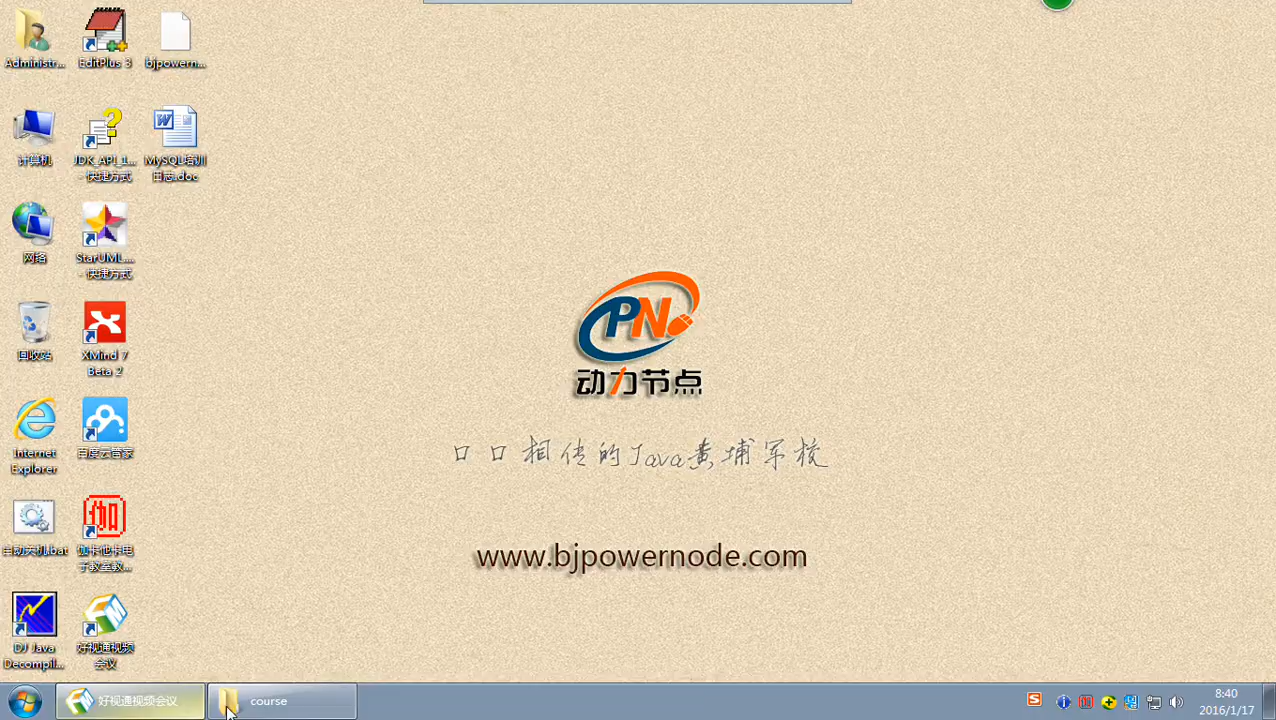 Administr...
EditPlus 3
bjpowern...
计算机
JDK_API_1...
- 快捷方式
MySQL培训
日志.doc
网络
StarUML...
- 快捷方式
回收站
XMind 7
Beta 2
Internet
Explorer
百度云管家
自动关机.bat
伽卡他卡电
子教室教...
DJ Java
Decompil...
好视通视频
会议
PN
动力节点
口口相传的Java黄埔军校
www.bjpowernode.com
好视通视频会议
course
8:40
2016/1/17